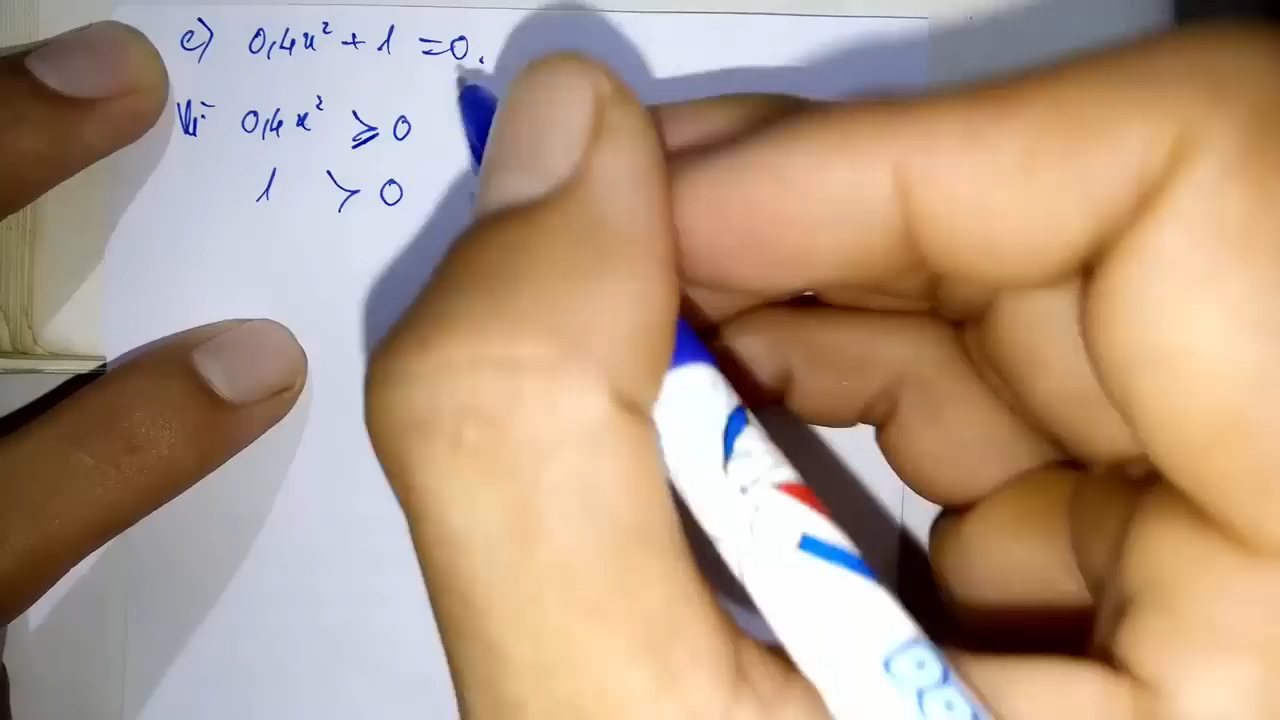 c) 0,4x² + 1 = 0.
Vì 0,4x² ≥ 0
1 > 0